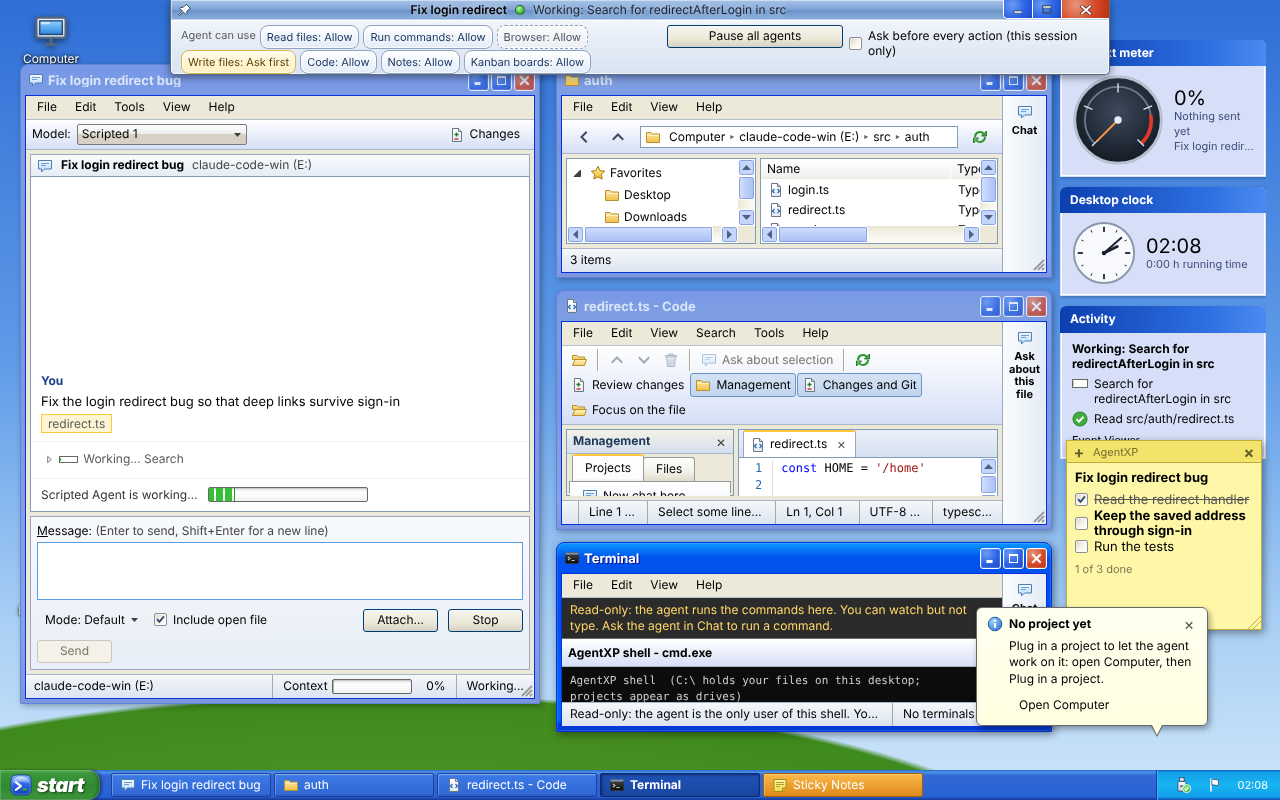 Fix login redirect Working: Search for redirectAfterLogin in src
Agent can use Read files: Allow Run commands: Allow Browser: Allow
Write files: Ask first Code: Allow Notes: Allow Kanban boards: Allow
Pause all agents
Ask before every action (this session only)
Computer
Fix login redirect bug
File Edit Tools View Help
Model: Scripted 1 Changes
Fix login redirect bug claude-code-win (E:)
You
Fix the login redirect bug so that deep links survive sign-in
redirect.ts
Working... Search
Scripted Agent is working...
Message: (Enter to send, Shift+Enter for a new line)
Mode: Default Include open file Attach... Stop
Send
claude-code-win (E:) Context 0% Working...
auth
File Edit View Help
Chat
Computer claude-code-win (E:) src auth
Favorites
Desktop
Downloads
Name Typ
login.ts Typ
redirect.ts Typ
3 items
redirect.ts - Code
File Edit View Search Tools Help
Ask about selection
Review changes Management Changes and Git
Focus on the file
Ask about this file
Management
Projects Files
New chat here
redirect.ts
1 const HOME = '/home'
2
Line 1 ... Select some line... Ln 1, Col 1 UTF-8 ... typesc...
Terminal
File Edit View Help
Chat
Read-only: the agent runs the commands here. You can watch but not
type. Ask the agent in Chat to run a command.
AgentXP shell - cmd.exe
AgentXP shell (C:\ holds your files on this desktop;
projects appear as drives)
Read-only: the agent is the only user of this shell. Yo... No terminals
meter
0%
Nothing sent
yet
Fix login redir...
Desktop clock
02:08
0:00 h running time
Activity
Working: Search for
redirectAfterLogin in src
Search for
redirectAfterLogin in src
Read src/auth/redirect.ts
Event Viewer
AgentXP
Fix login redirect bug
Read the redirect handler
Keep the saved address
through sign-in
Run the tests
1 of 3 done
No project yet
Plug in a project to let the agent
work on it: open Computer, then
Plug in a project.
Open Computer
start Fix login redirect bug auth redirect.ts - Code Terminal Sticky Notes 02:08